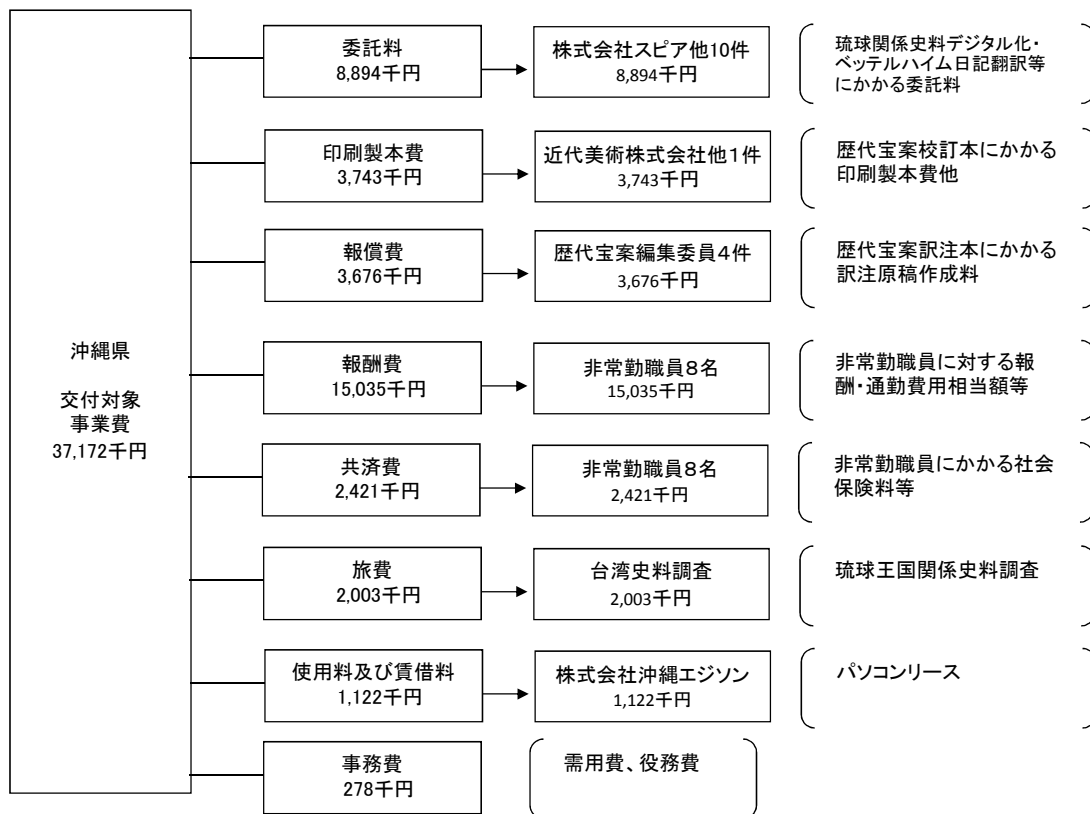 沖縄県
交付対象
事業費
37,172千円
委託料
8,894千円
株式会社スピア他10件
8,894千円
琉球関係史料デジタル化・
ベッテルハイム日記翻訳等
にかかる委託料
印刷製本費
3,743千円
近代美術株式会社他１件
3,743千円
歴代宝案校訂本にかかる
印刷製本費他
報償費
3,676千円
歴代宝案編集委員４件
3,676千円
歴代宝案訳注本にかかる
訳注原稿作成料
報酬費
15,035千円
非常勤職員８名
15,035千円
非常勤職員に対する報
酬・通勤費用相当額等
共済費
2,421千円
非常勤職員８名
2,421千円
非常勤職員にかかる社会
保険料等
旅費
2,003千円
台湾史料調査
2,003千円
琉球王国関係史料調査
使用料及び賃借料
1,122千円
株式会社沖縄エジソン
1,122千円
パソコンリース
事務費
278千円
需用費、役務費